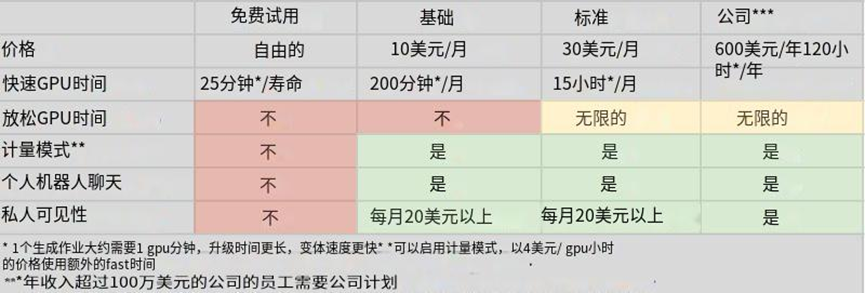 免费试用 基础 标准 公司***
价格 自由的 10美元/月 30美元/月 600美元/年120小
时*/年
快速GPU时间 25分钟*/寿命 200分钟*/月 15小时*/月
放松GPU时间 不 不 无限的 无限的
计量模式** 不 是 是 是
个人机器人聊天 不 是 是 是
私人可见性 不 每月20美元以上 每月20美元以上 是
* 1个生成作业大约需要1 gpu分钟，升级时间更长，变体速度更快* *可以启用计量模式，以4美元/ gpu小时
的价格使用额外的fast时间
***年收入超过100万美元的公司的员工需要公司计划